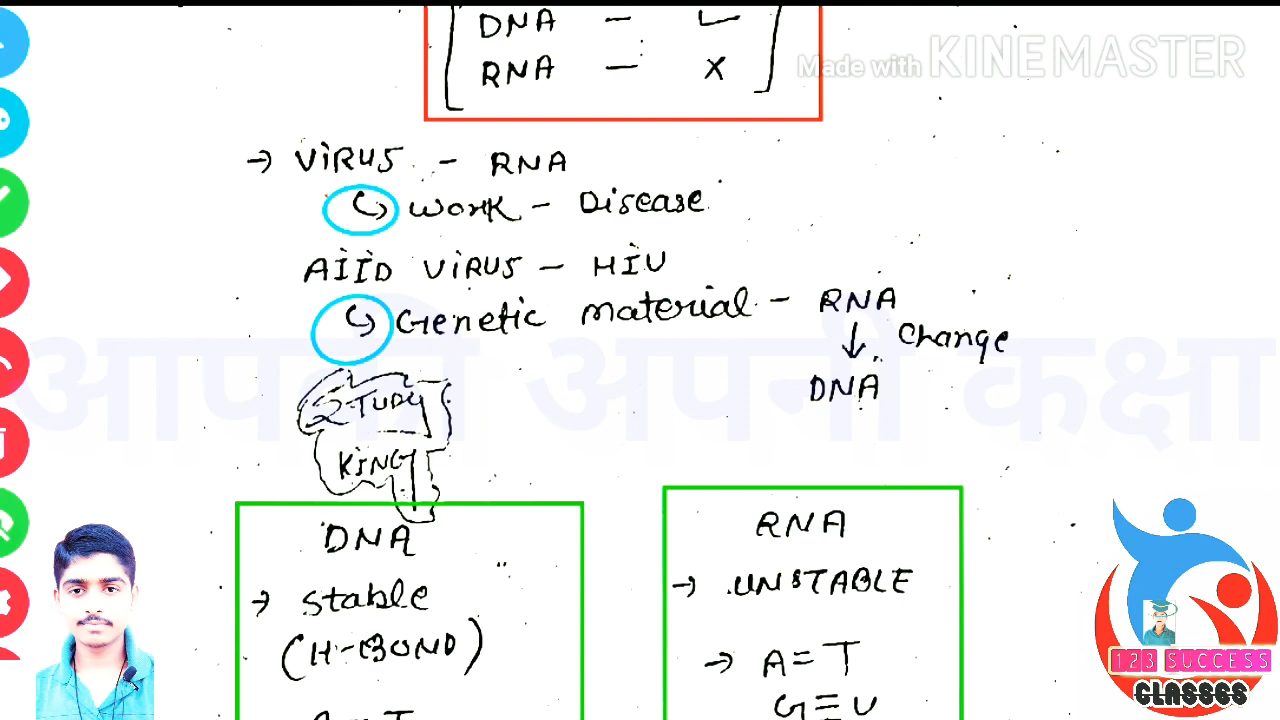 DNA - ✓
RNA - X
Made with KINEMASTER
→ ViRUS - RNA
↳ Work - Disease
AIID ViRUS - HIU
↳ Genetic material - RNA
↓ Change
DNA
आपकी अपनी कक्षा
STUDY
KING
DNA
→ stable
(H-BOND)
RNA
→ UNSTABLE
→ A=T
G≡U
123 SUCCESS
CLASSES